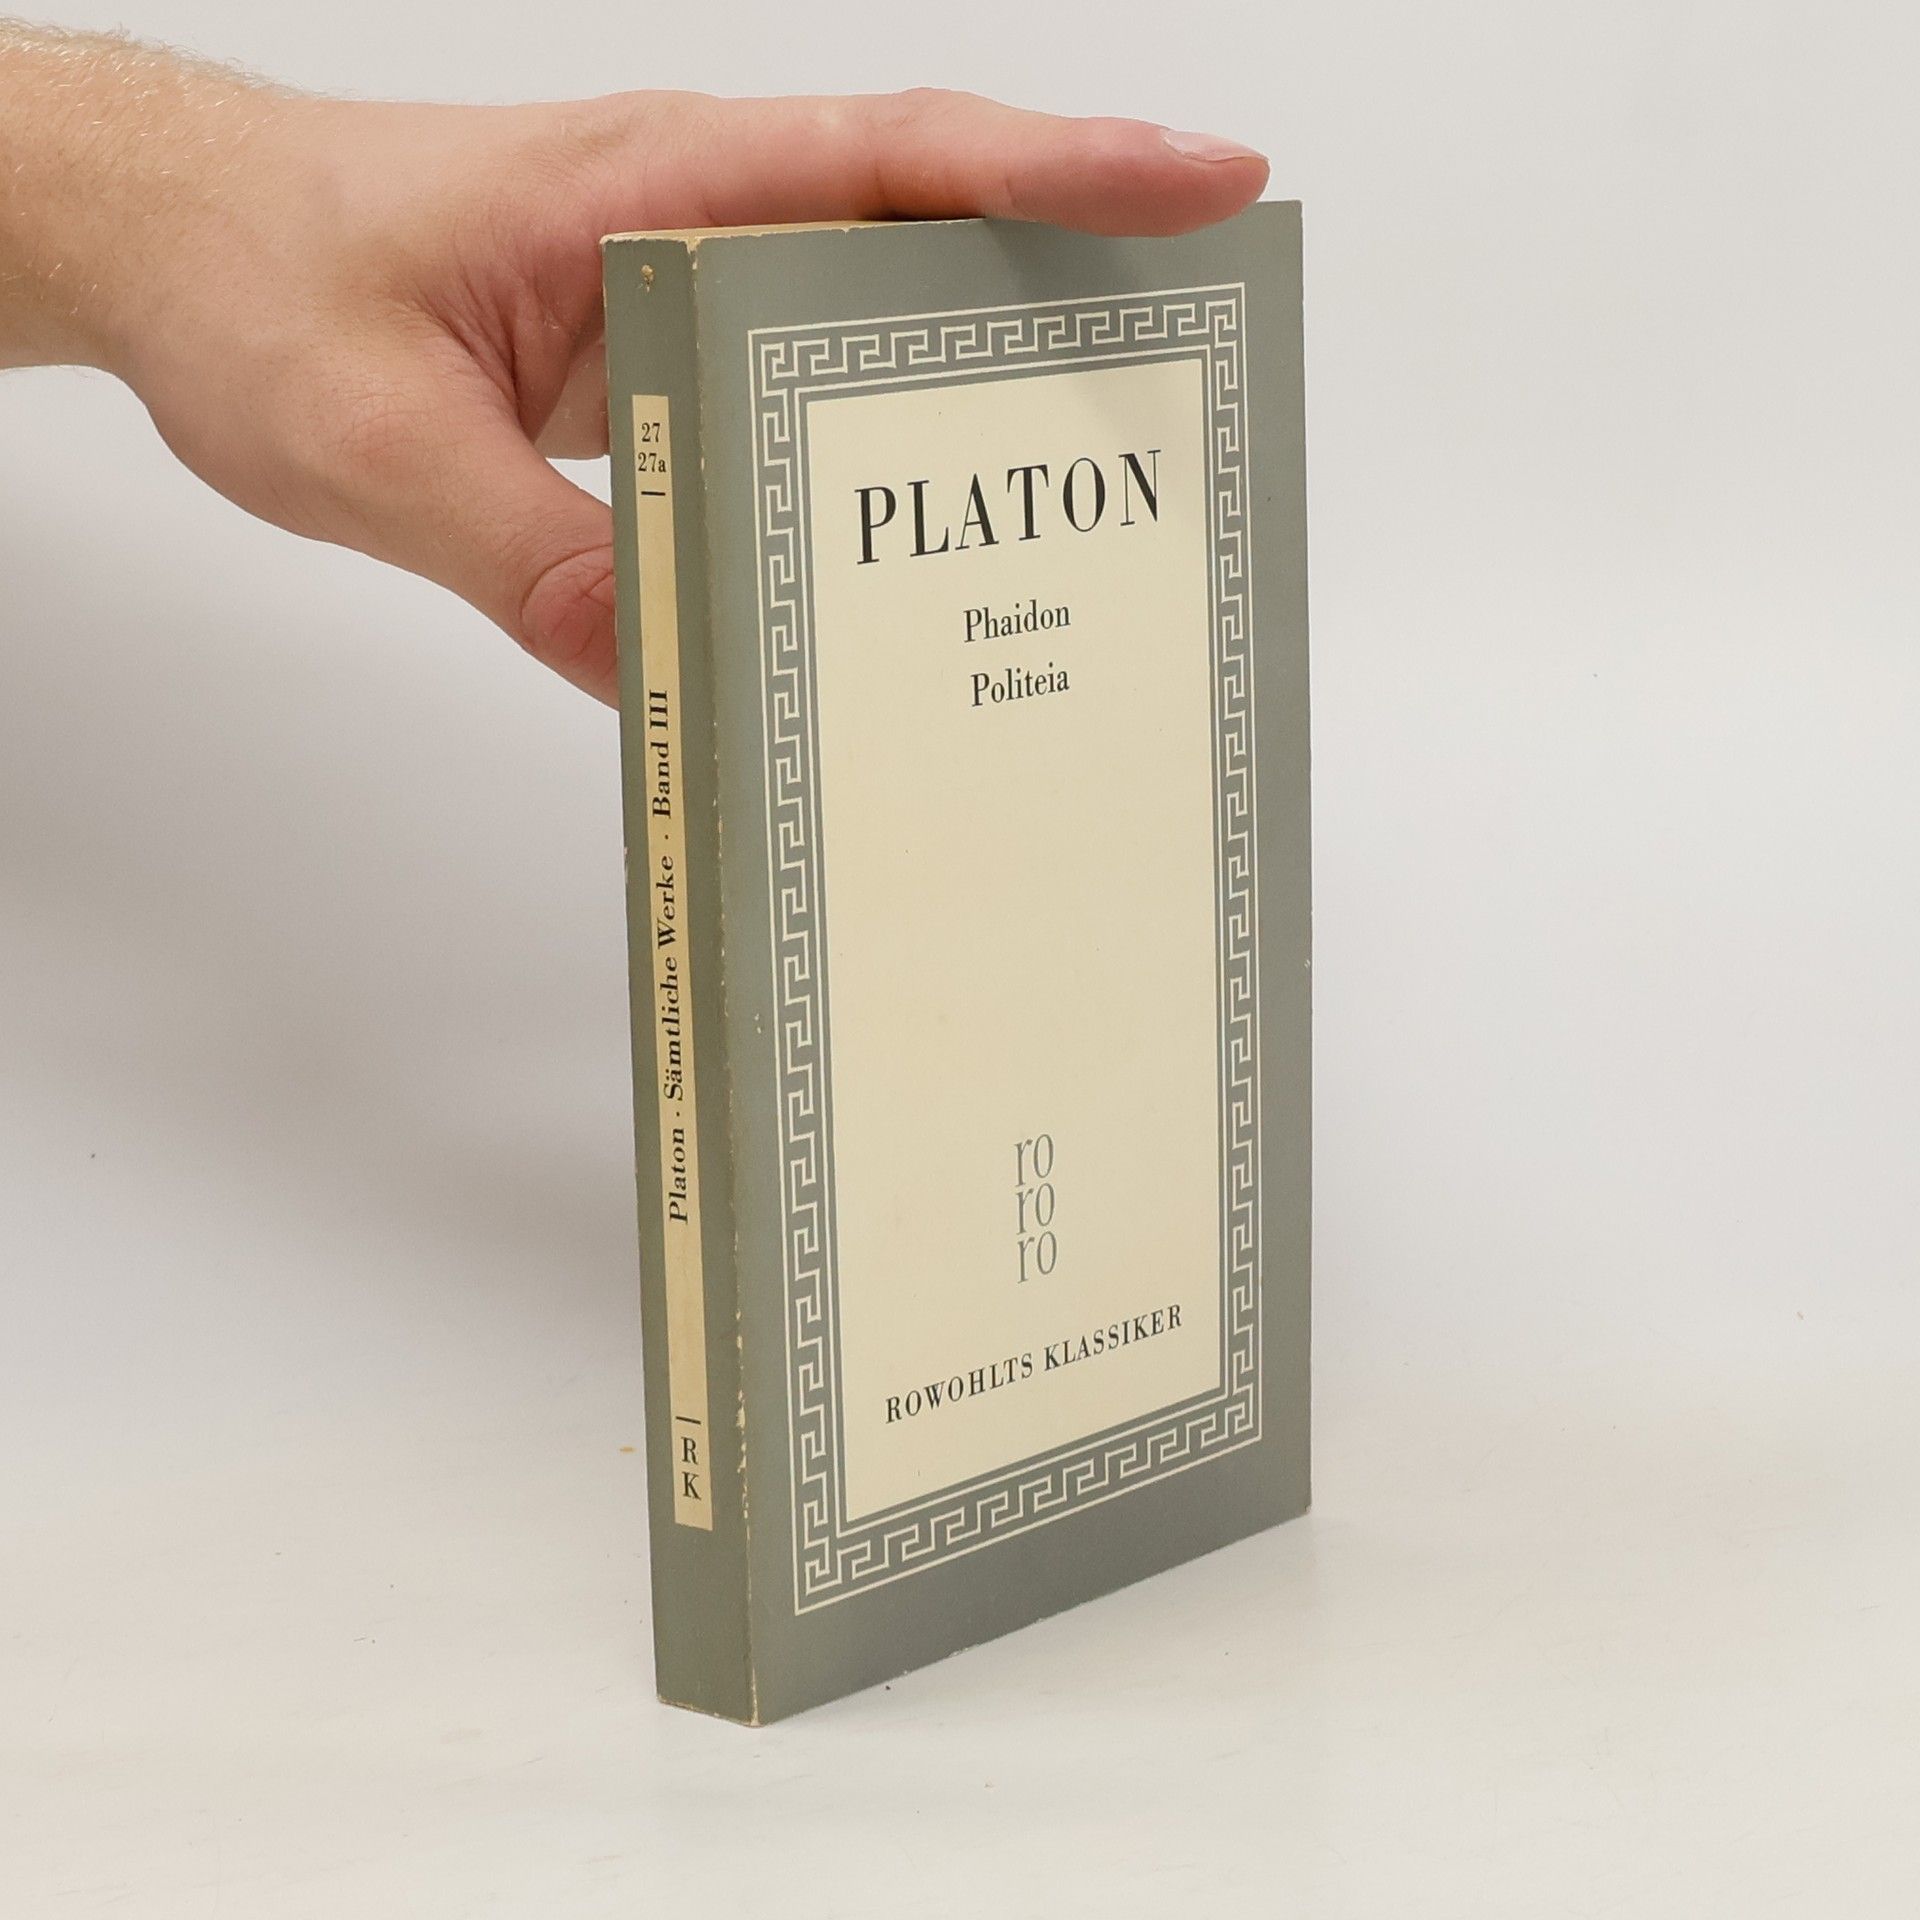 27
27a
Platon · Sämtliche Werke · Band III
R
K
PLATON
Phaidon
Politeia
ro
ro
ro
ROWOHLTS KLASSIKER